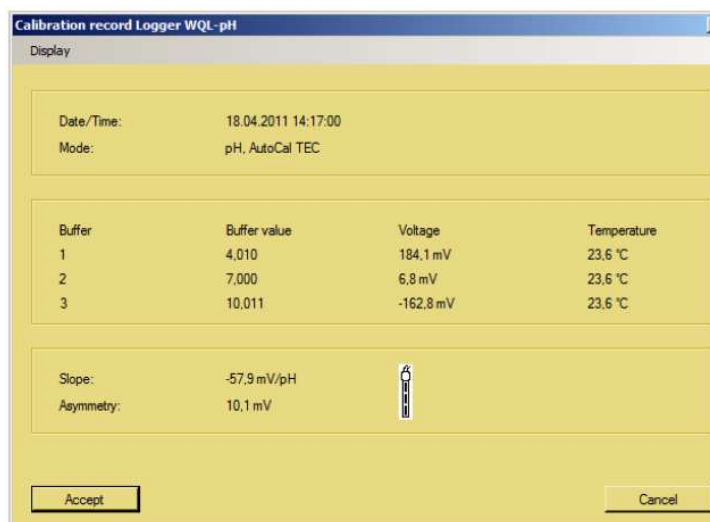 Calibration record Logger WQL-pH
Display
Date/Time: 18.04.2011 14:17:00
Mode: pH, AutoCal TEC
Buffer Buffer value Voltage Temperature
1 4,010 184,1 mV 23,6 °C
2 7,000 6,8 mV 23,6 °C
3 10,011 -162,8 mV 23,6 °C
Slope: -57,9 mV/pH
Asymmetry: 10,1 mV
Accept Cancel